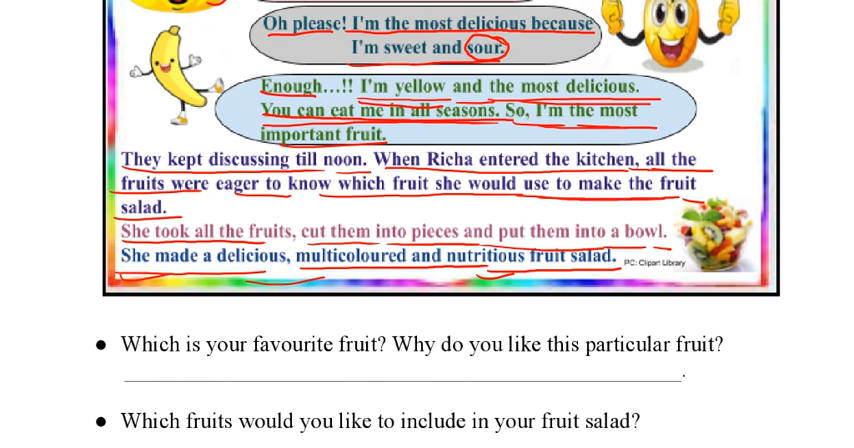 Oh please! I'm the most delicious because
I'm sweet and sour.
Enough...!! I'm yellow and the most delicious.
You can eat me in all seasons. So, I'm the most
important fruit.
They kept discussing till noon. When Richa entered the kitchen, all the
fruits were eager to know which fruit she would use to make the fruit
salad.
She took all the fruits, cut them into pieces and put them into a bowl.
She made a delicious, multicoloured and nutritious fruit salad.
PC: Clipart Library
● Which is your favourite fruit? Why do you like this particular fruit?
.
● Which fruits would you like to include in your fruit salad?